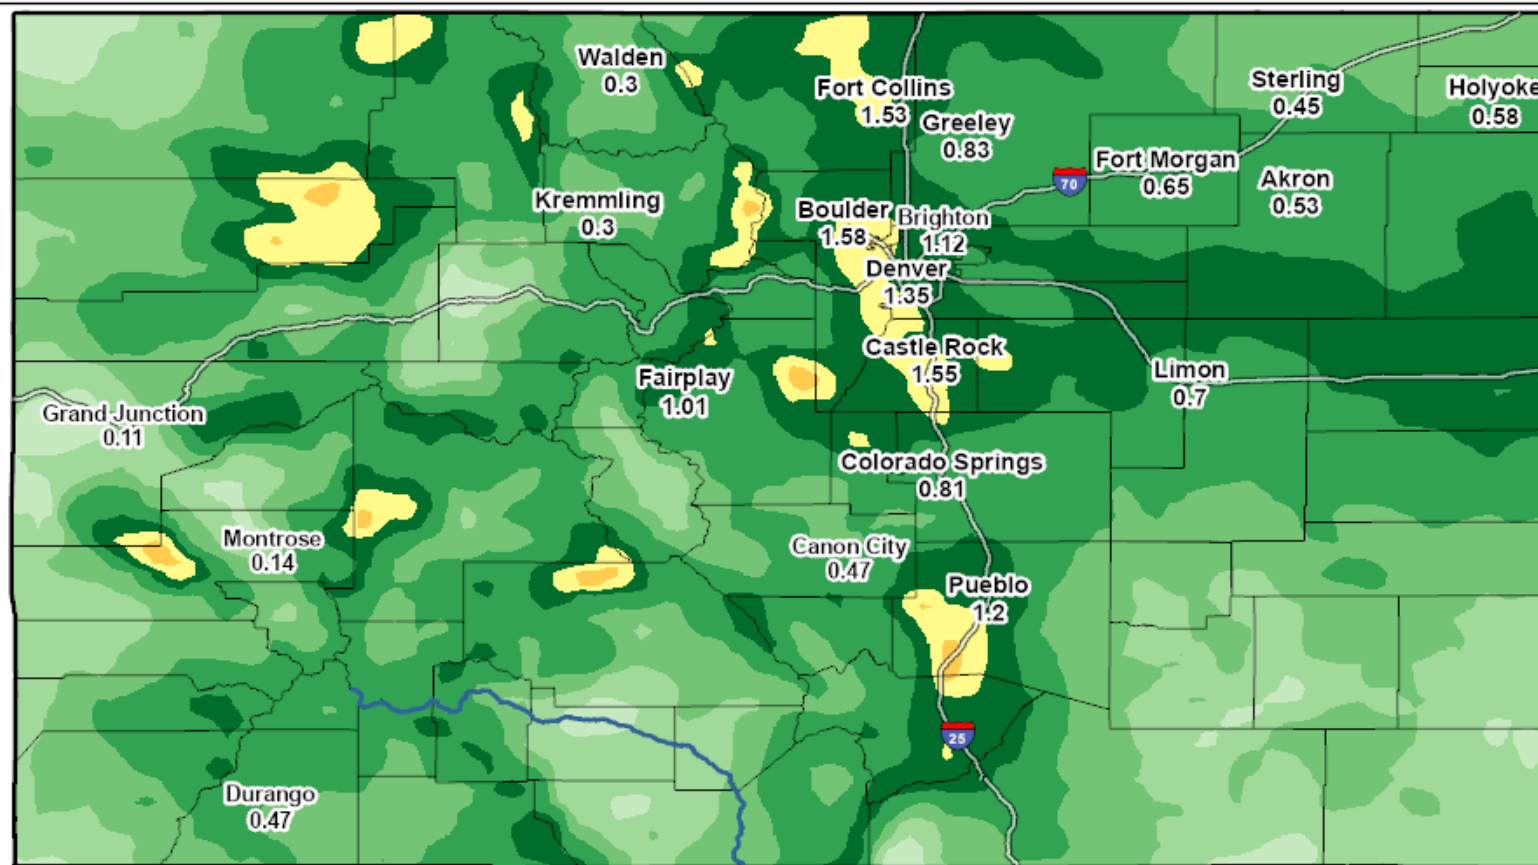 Walden
0.3
Fort Collins
1.53
Sterling
0.45
Holyoke
0.58
Greeley
0.83
Fort Morgan
0.65
70
Akron
0.53
Kremmling
0.3
Boulder
1.58
Brighton
1.12
Denver
1.35
Castle Rock
1.55
Limon
0.7
Fairplay
1.01
Grand Junction
0.11
Colorado Springs
0.81
Montrose
0.14
Canon City
0.47
Pueblo
1.2
25
Durango
0.47